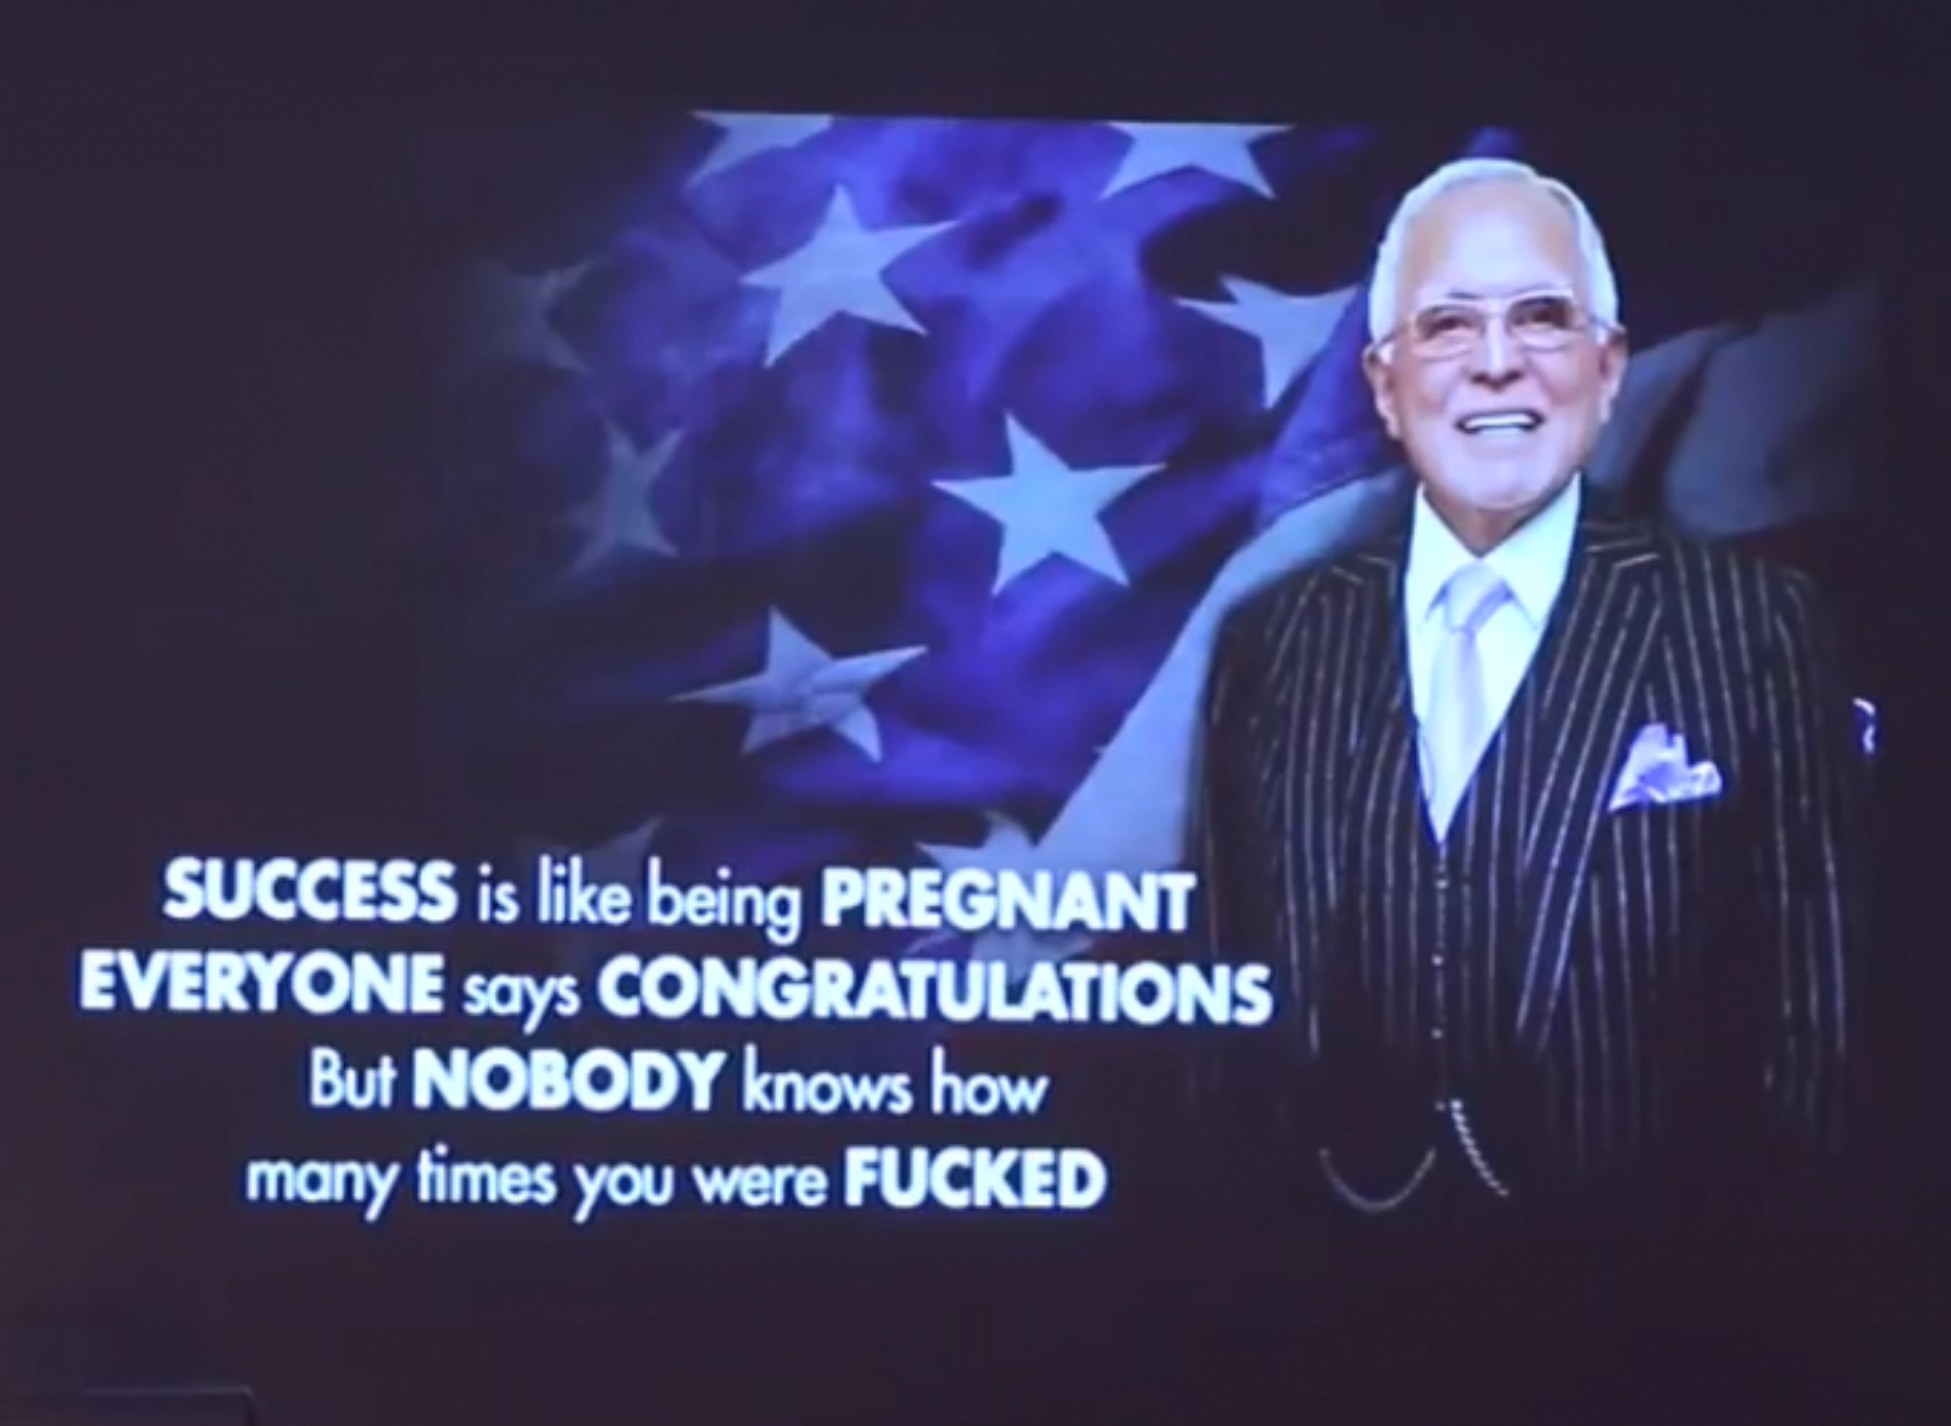 SUCCESS is like being PREGNANT
EVERYONE says CONGRATULATIONS
But NOBODY knows how
many times you were FUCKED